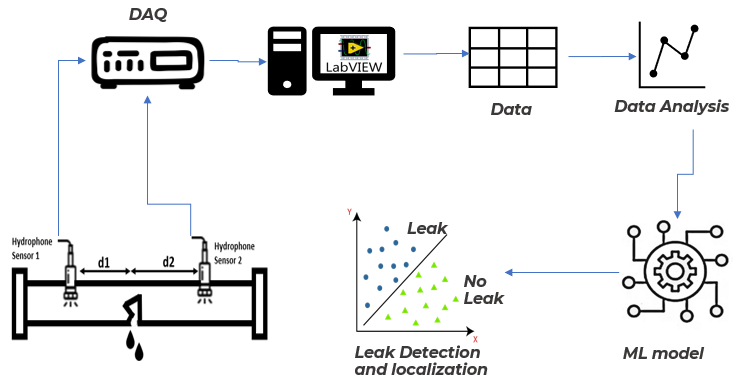 DAQ
LabVIEW
Data
Data Analysis
Hydrophone
Sensor 1
d1
d2
Hydrophone
Sensor 2
Y
Leak
No
Leak
X
Leak Detection
and localization
ML model